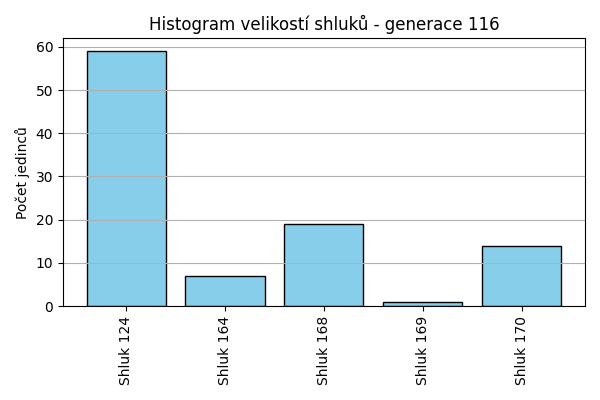 Histogram velikostí shluků - generace 116
Počet jedinců
60
50
40
30
20
10
0
Shluk 124
Shluk 164
Shluk 168
Shluk 169
Shluk 170